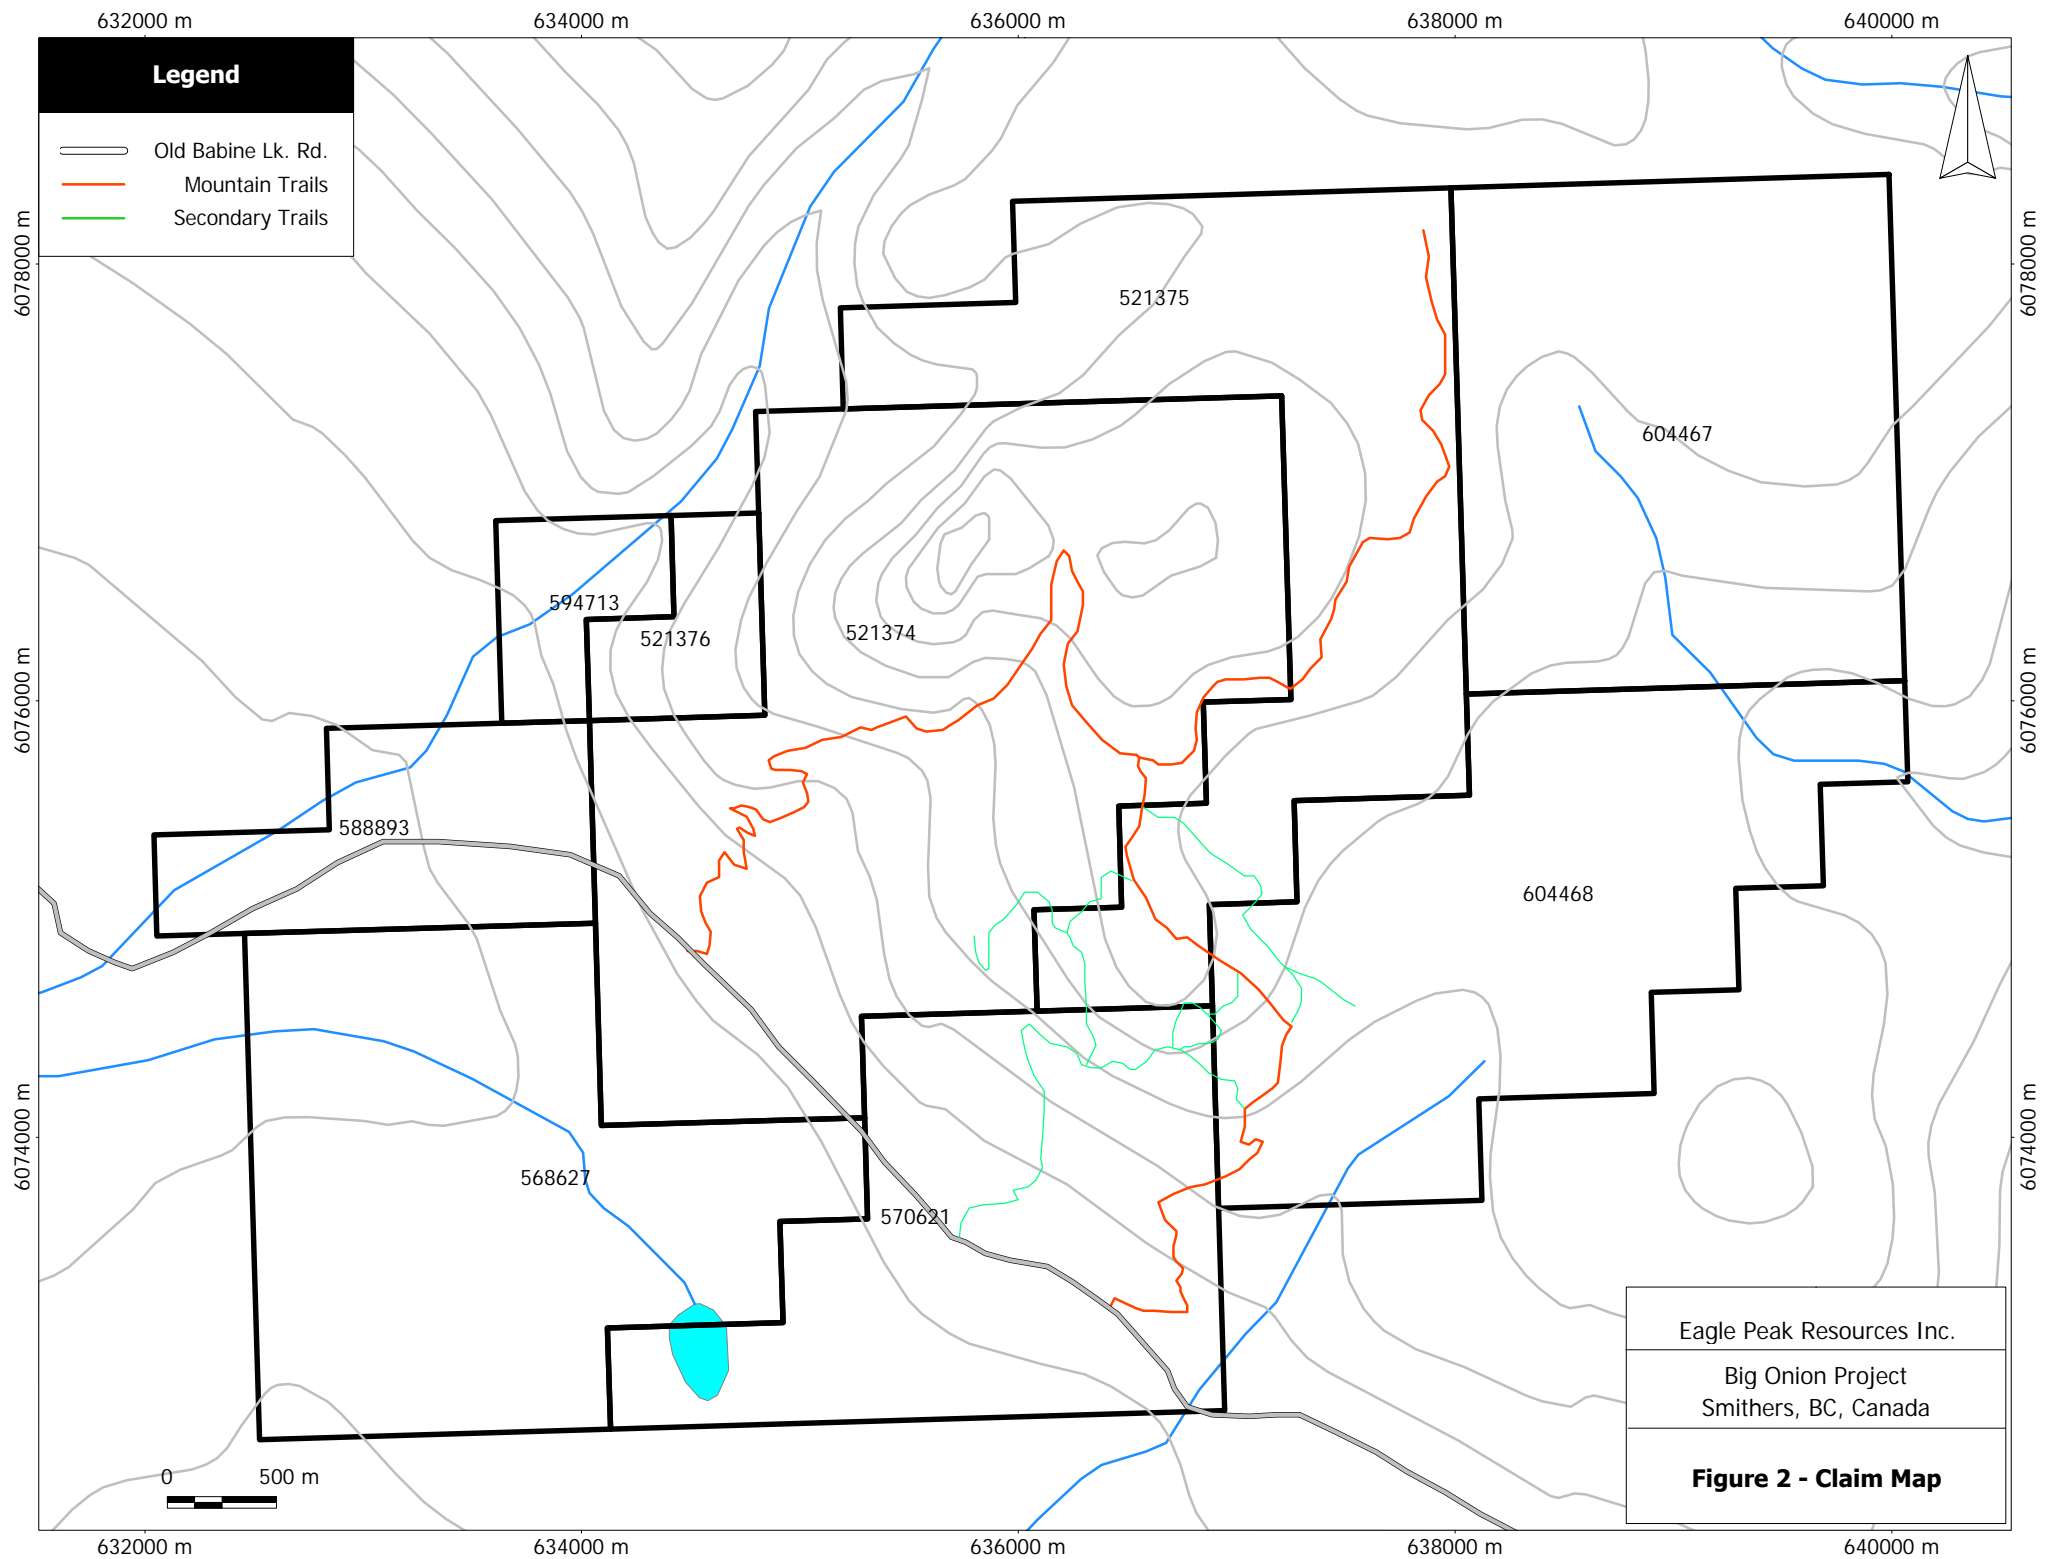 632000 m
634000 m
636000 m
638000 m
640000 m
Legend
Old Babine Lk. Rd.
Mountain Trails
Secondary Trails
6078000 m
6078000 m
521375
604467
594713
521374
521376
6076000 m
6076000 m
588893
604468
6074000 m
6074000 m
568627
570621
Eagle Peak Resources Inc.
Big Onion Project
Smithers, BC, Canada
Figure 2 - Claim Map
0 500 m
632000 m
634000 m
636000 m
638000 m
640000 m